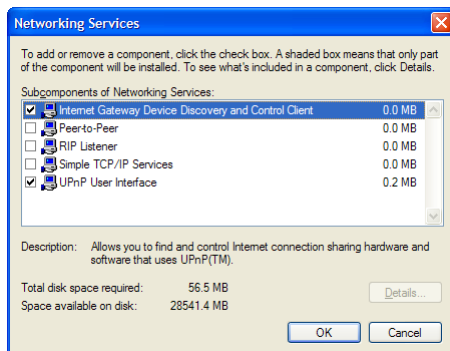 Networking Services
To add or remove a component, click the check box. A shaded box means that only part
of the component will be installed. To see what's included in a component, click Details.
Subcomponents of Networking Services:
Internet Gateway Device Discovery and Control Client 0.0 MB
Peer-to-Peer 0.0 MB
RIP Listener 0.0 MB
Simple TCP/IP Services 0.0 MB
UPnP User Interface 0.2 MB
Description: Allows you to find and control Internet connection sharing hardware and
software that uses UPnP(TM).
Total disk space required: 56.5 MB
Space available on disk: 28541.4 MB
Details...
OK Cancel